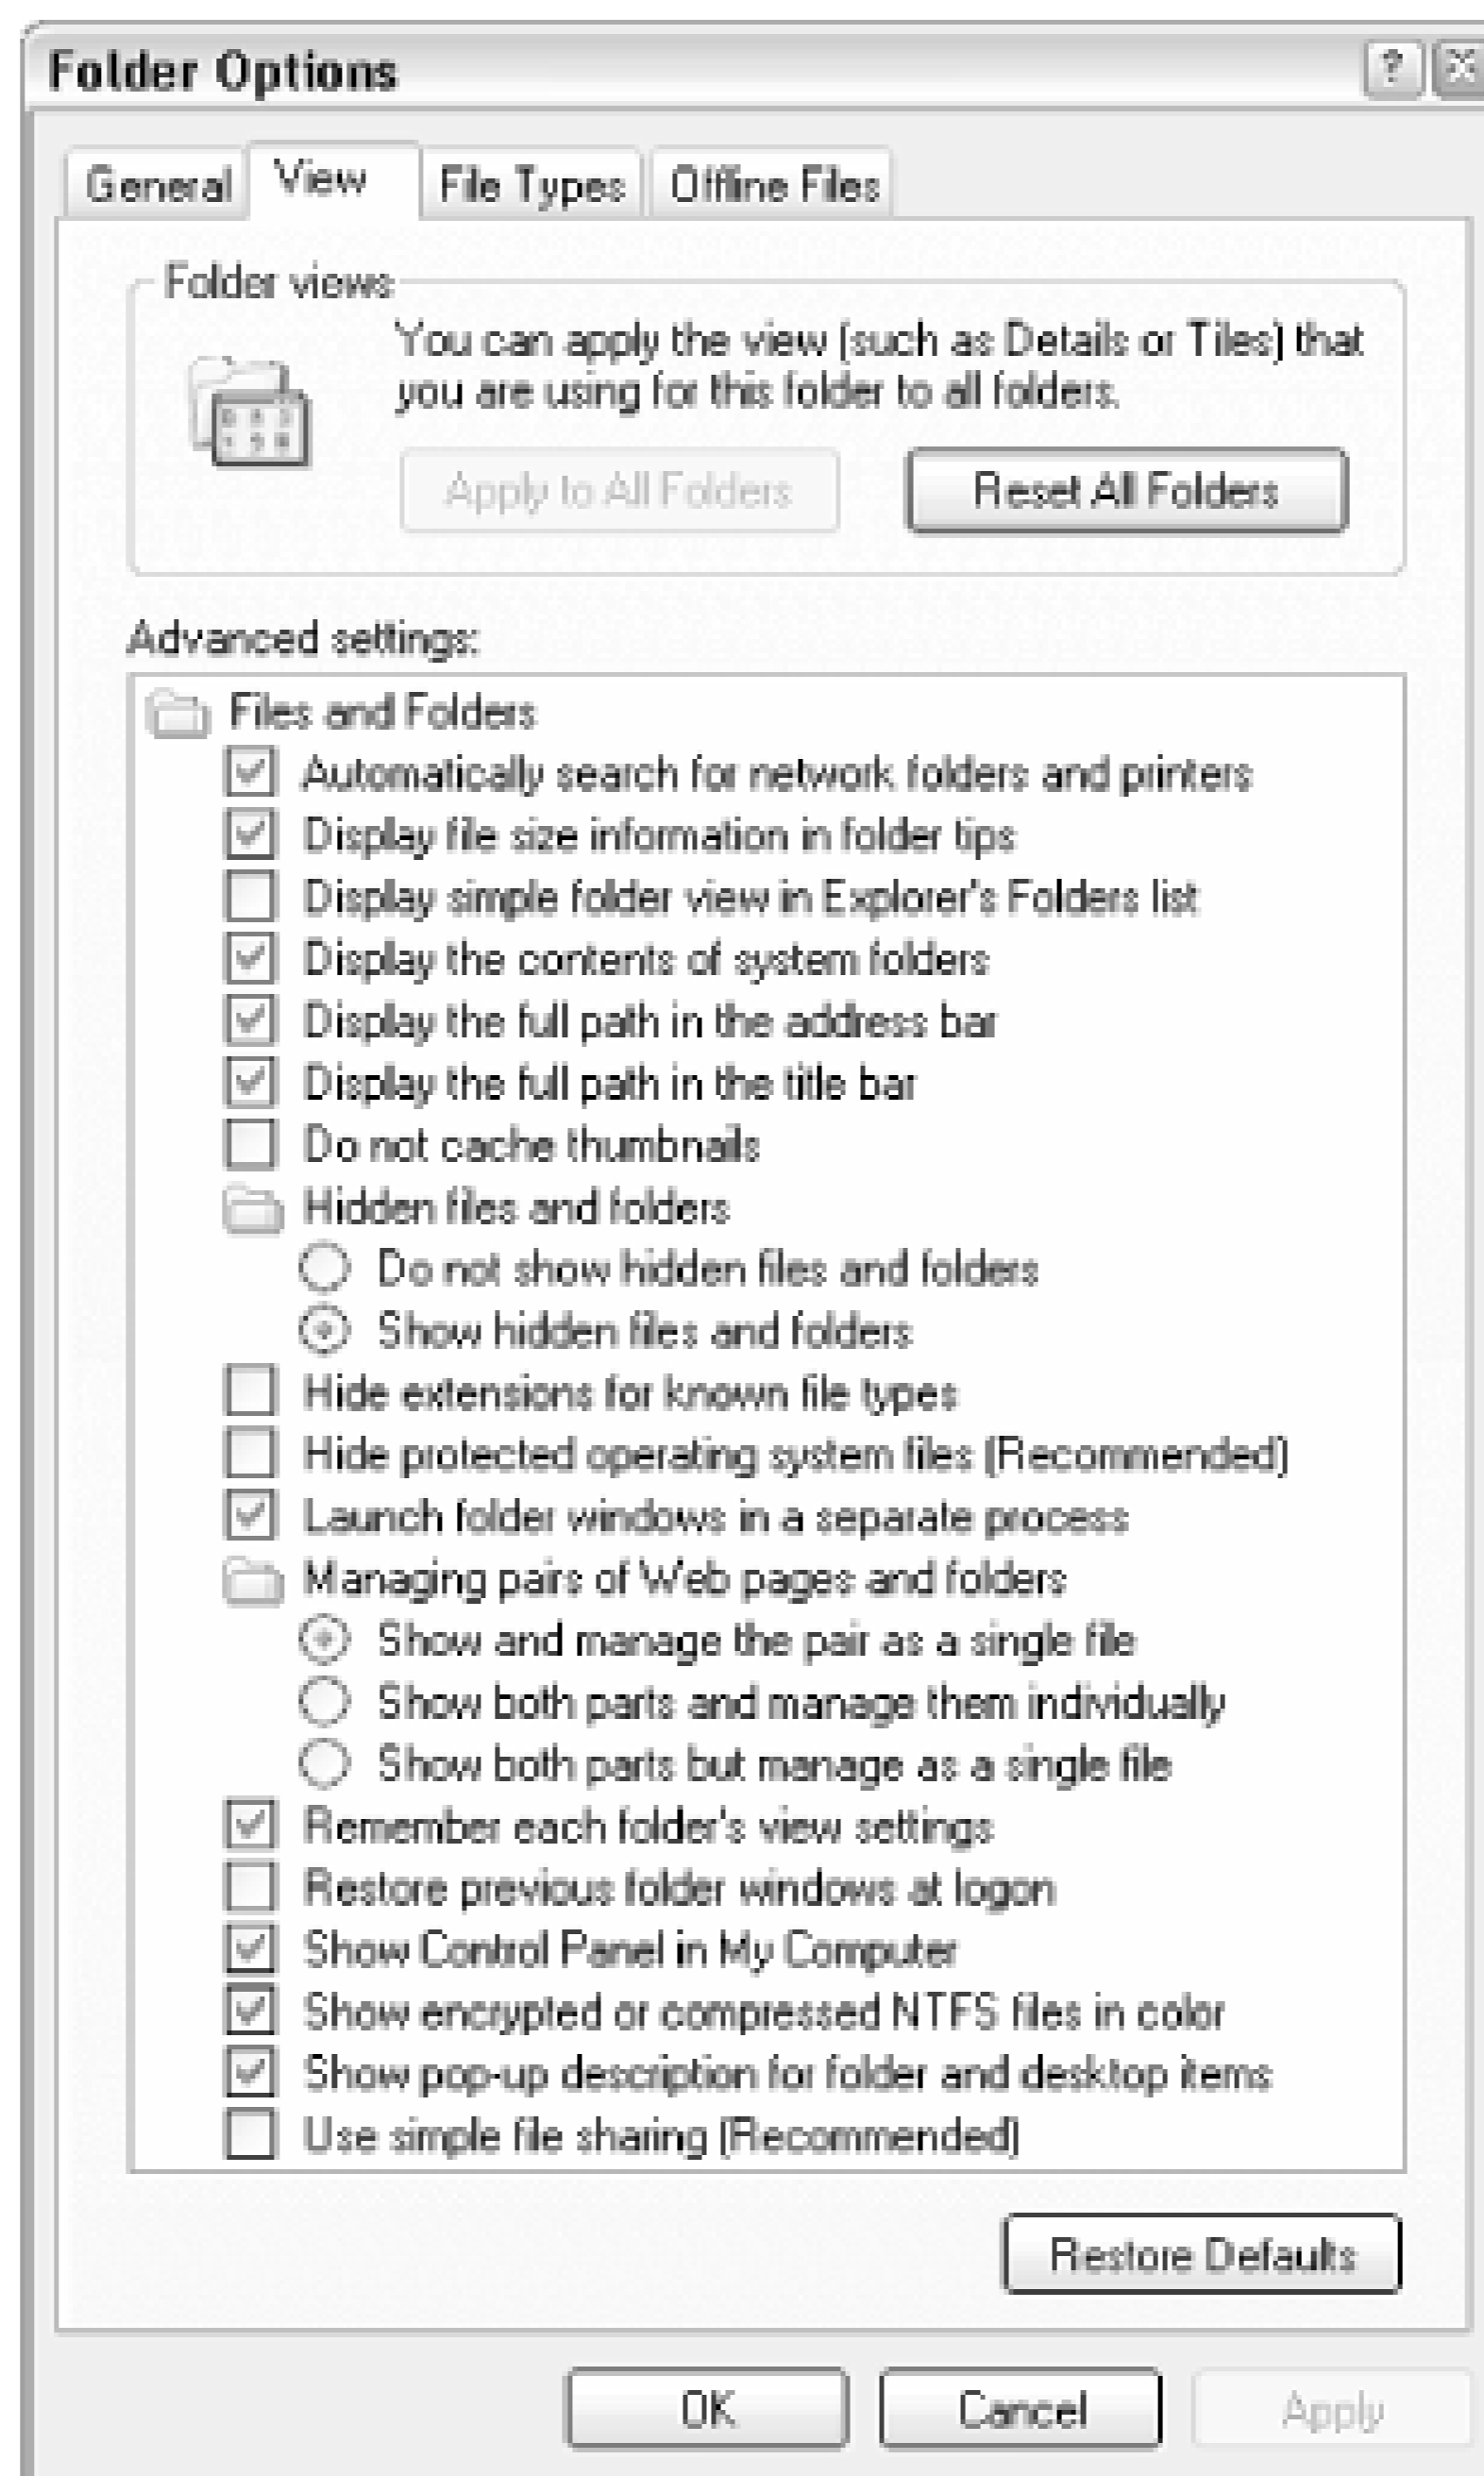 Folder Options
General View File Types Offline Files
Folder views
You can apply the view (such as Details or Tiles) that
you are using for this folder to all folders.
Apply to All Folders Reset All Folders
Advanced settings:
Files and Folders
Automatically search for network folders and printers
Display file size information in folder tips
Display simple folder view in Explorer's Folders list
Display the contents of system folders
Display the full path in the address bar
Display the full path in the title bar
Do not cache thumbnails
Hidden files and folders
Do not show hidden files and folders
Show hidden files and folders
Hide extensions for known file types
Hide protected operating system files (Recommended)
Launch folder windows in a separate process
Managing pairs of Web pages and folders
Show and manage the pair as a single file
Show both parts and manage them individually
Show both parts but manage as a single file
Remember each folder's view settings
Restore previous folder windows at logon
Show Control Panel in My Computer
Show encrypted or compressed NTFS files in color
Show pop-up description for folder and desktop items
Use simple file sharing (Recommended)
Restore Defaults
OK Cancel Apply